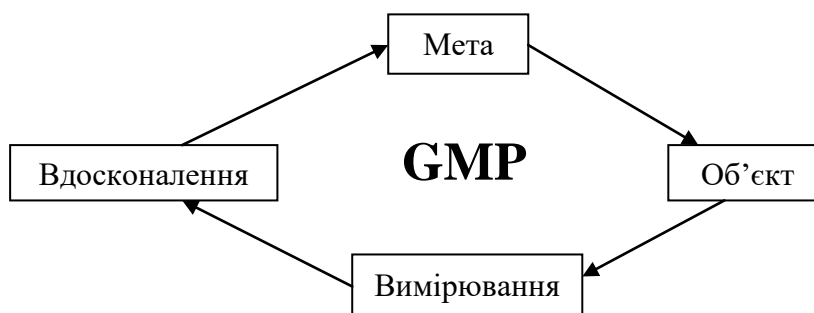 Мета
Вдосконалення
GMP
Об’єкт
Вимірювання